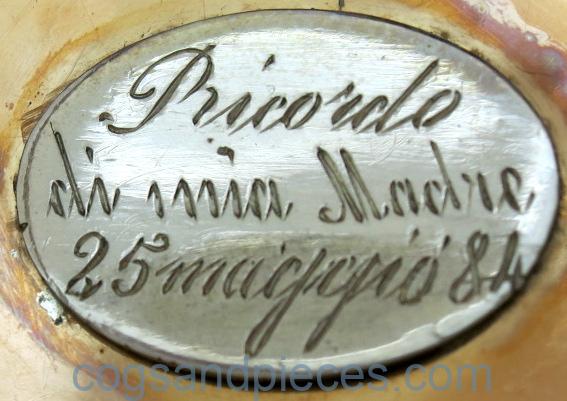 Ricordo
di mia Madre
25 maggio 84
cogsandpieces.com